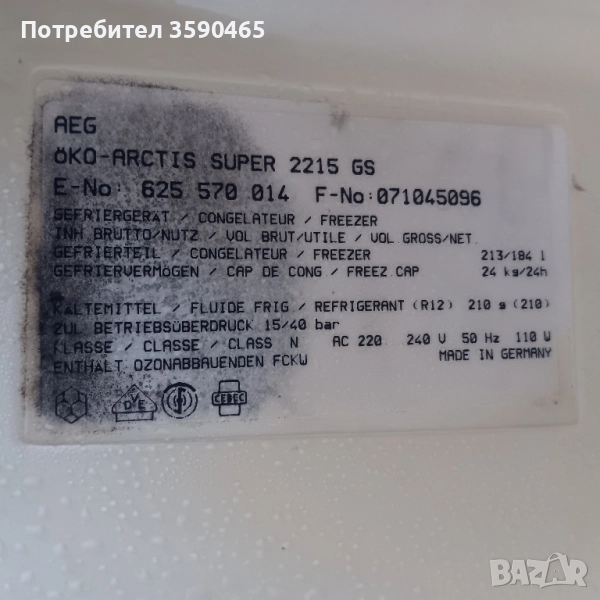 Потребител 3590465
AEG
ÖKO-ARCTIS SUPER 2215 GS
E-No: 625 570 014 F-No:071045096
GEFRIERGERÄT / CONGELATEUR / FREEZER
INH BRUTTO/NUTZ / VOL BRUT/UTILE / VOL GROSS/NET
GEFRIERTEIL / CONGELATEUR / FREEZER 213/184 l
GEFRIERVERMÖGEN / CAP DE CONG / FREEZ CAP 24 kg/24h
KÄLTEMITTEL / FLUIDE FRIG / REFRIGERANT (R12) 210 g (210)
ZUL BETRIEBSÜBERDRUCK 15/40 bar
KLASSE / CLASSE / CLASS N AC 220 240 V 50 Hz 110 W
ENTHÄLT OZONABBAUENDEN FCKW MADE IN GERMANY
DVE CEBEC
BAZAR